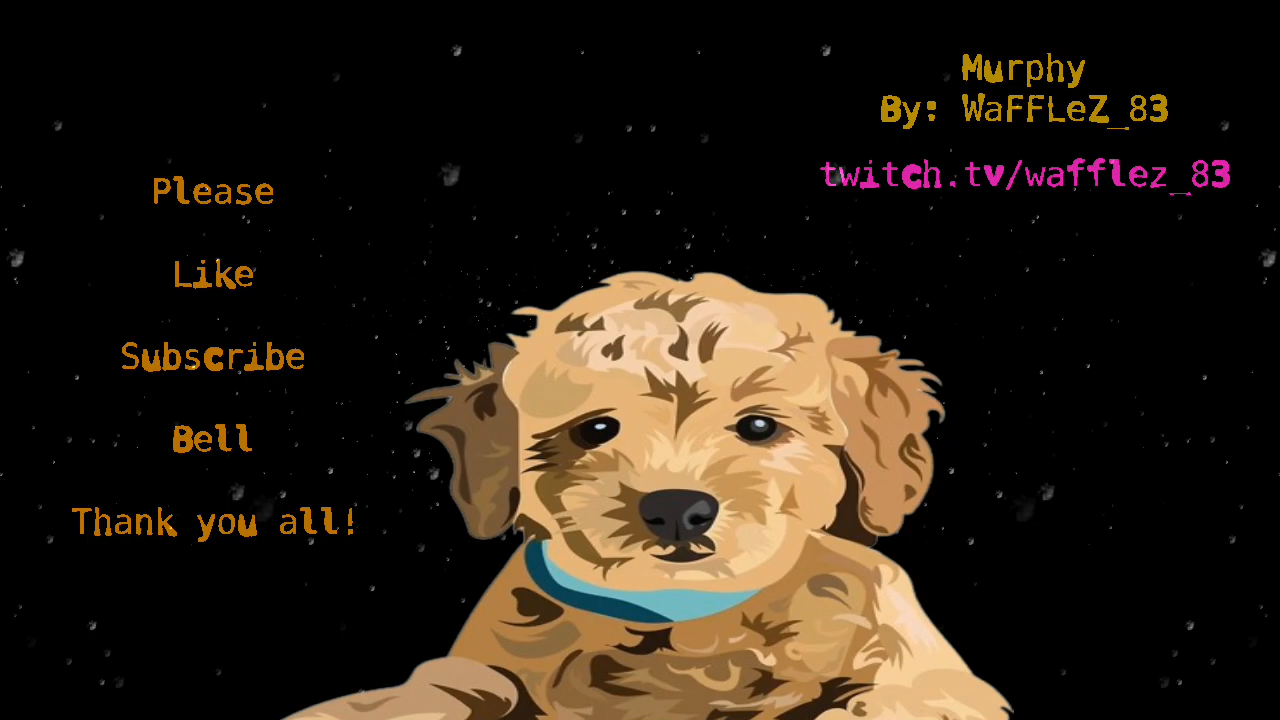 Murphy
By: WaFFLeZ_83
twitch.tv/wafflez_83
Please
Like
Subscribe
Bell
Thank you all!